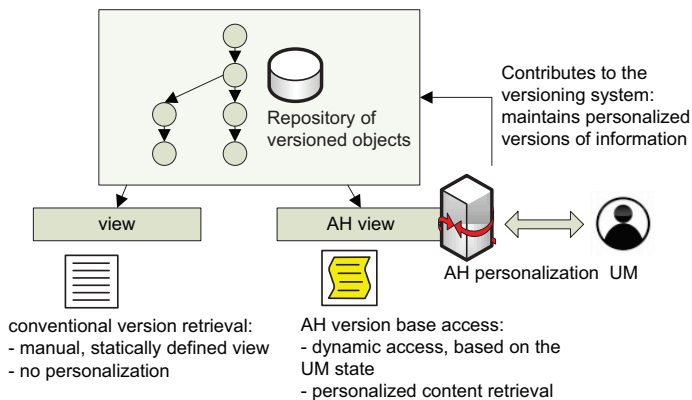 Repository of
versioned objects
Contributes to the
versioning system:
maintains personalized
versions of information
view
AH view
AH personalization
UM
conventional version retrieval:
- manual, statically defined view
- no personalization
AH version base access:
- dynamic access, based on the
UM state
- personalized content retrieval